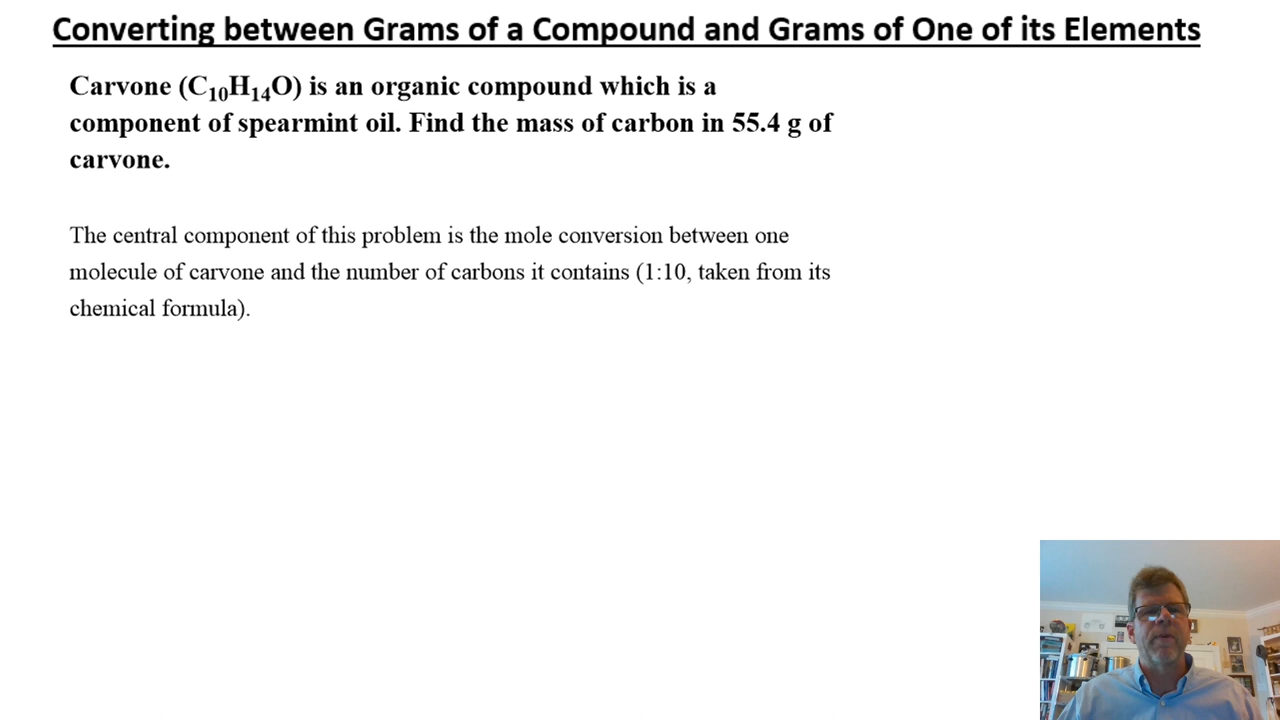 Converting between Grams of a Compound and Grams of One of its Elements
Carvone (C₁₀H₁₄O) is an organic compound which is a
component of spearmint oil. Find the mass of carbon in 55.4 g of
carvone.
The central component of this problem is the mole conversion between one
molecule of carvone and the number of carbons it contains (1:10, taken from its
chemical formula).